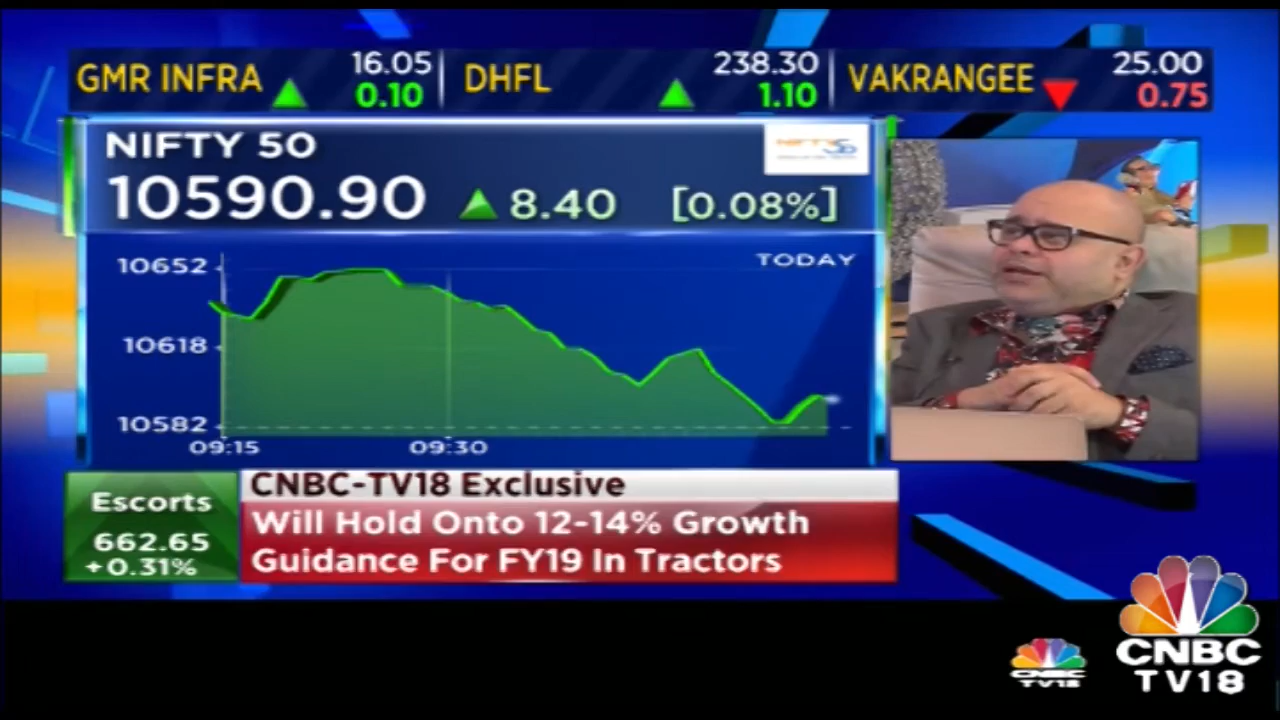 GMR INFRA 16.05 0.10
DHFL 238.30 1.10
VAKRANGEE 25.00 0.75
NIFTY 50
10590.90 8.40 [0.08%]
TODAY
10652
10618
10582
09:15 09:30
Escorts
662.65
+0.31%
CNBC-TV18 Exclusive
Will Hold Onto 12-14% Growth
Guidance For FY19 In Tractors
CNBC
TV18
CNBC
TV18